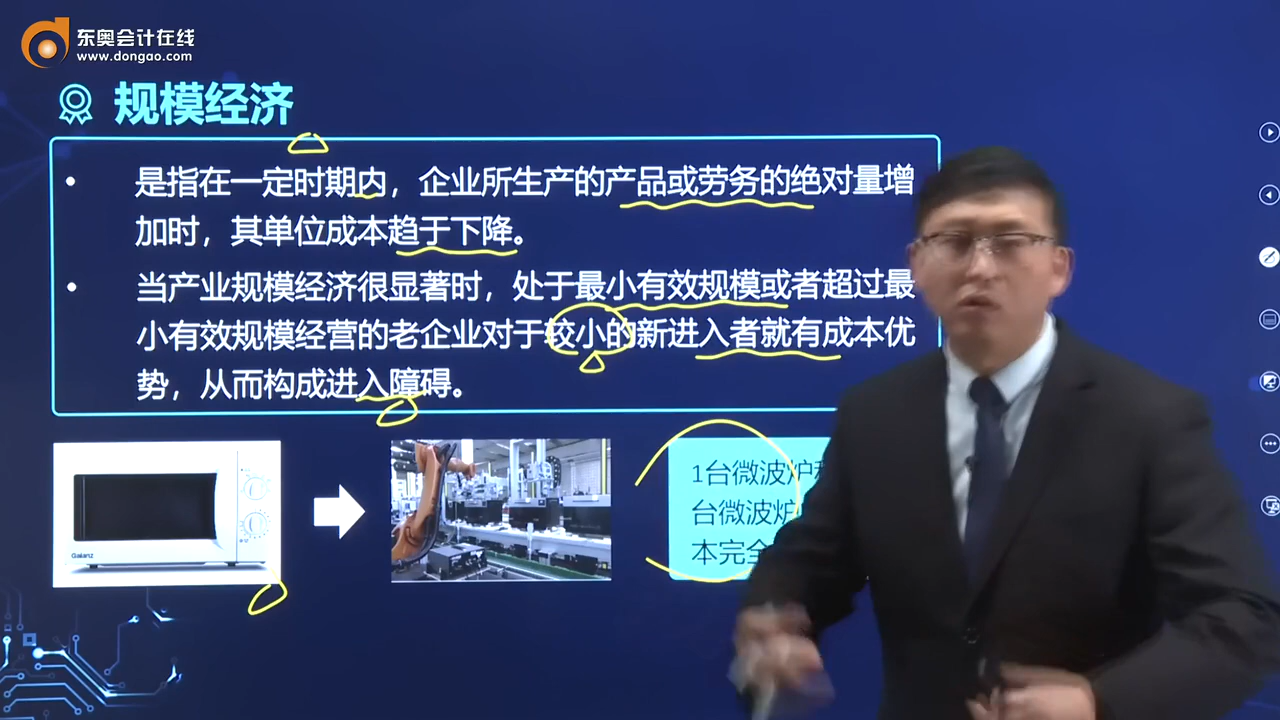 东奥会计在线
www.dongao.com
规模经济
是指在一定时期内，企业所生产的产品或劳务的绝对量增
加时，其单位成本趋于下降。
当产业规模经济很显著时，处于最小有效规模或者超过最
小有效规模经营的老企业对于较小的新进入者就有成本优
势，从而构成进入障碍。
Galanz
1台微波炉和
台微波炉
本完全